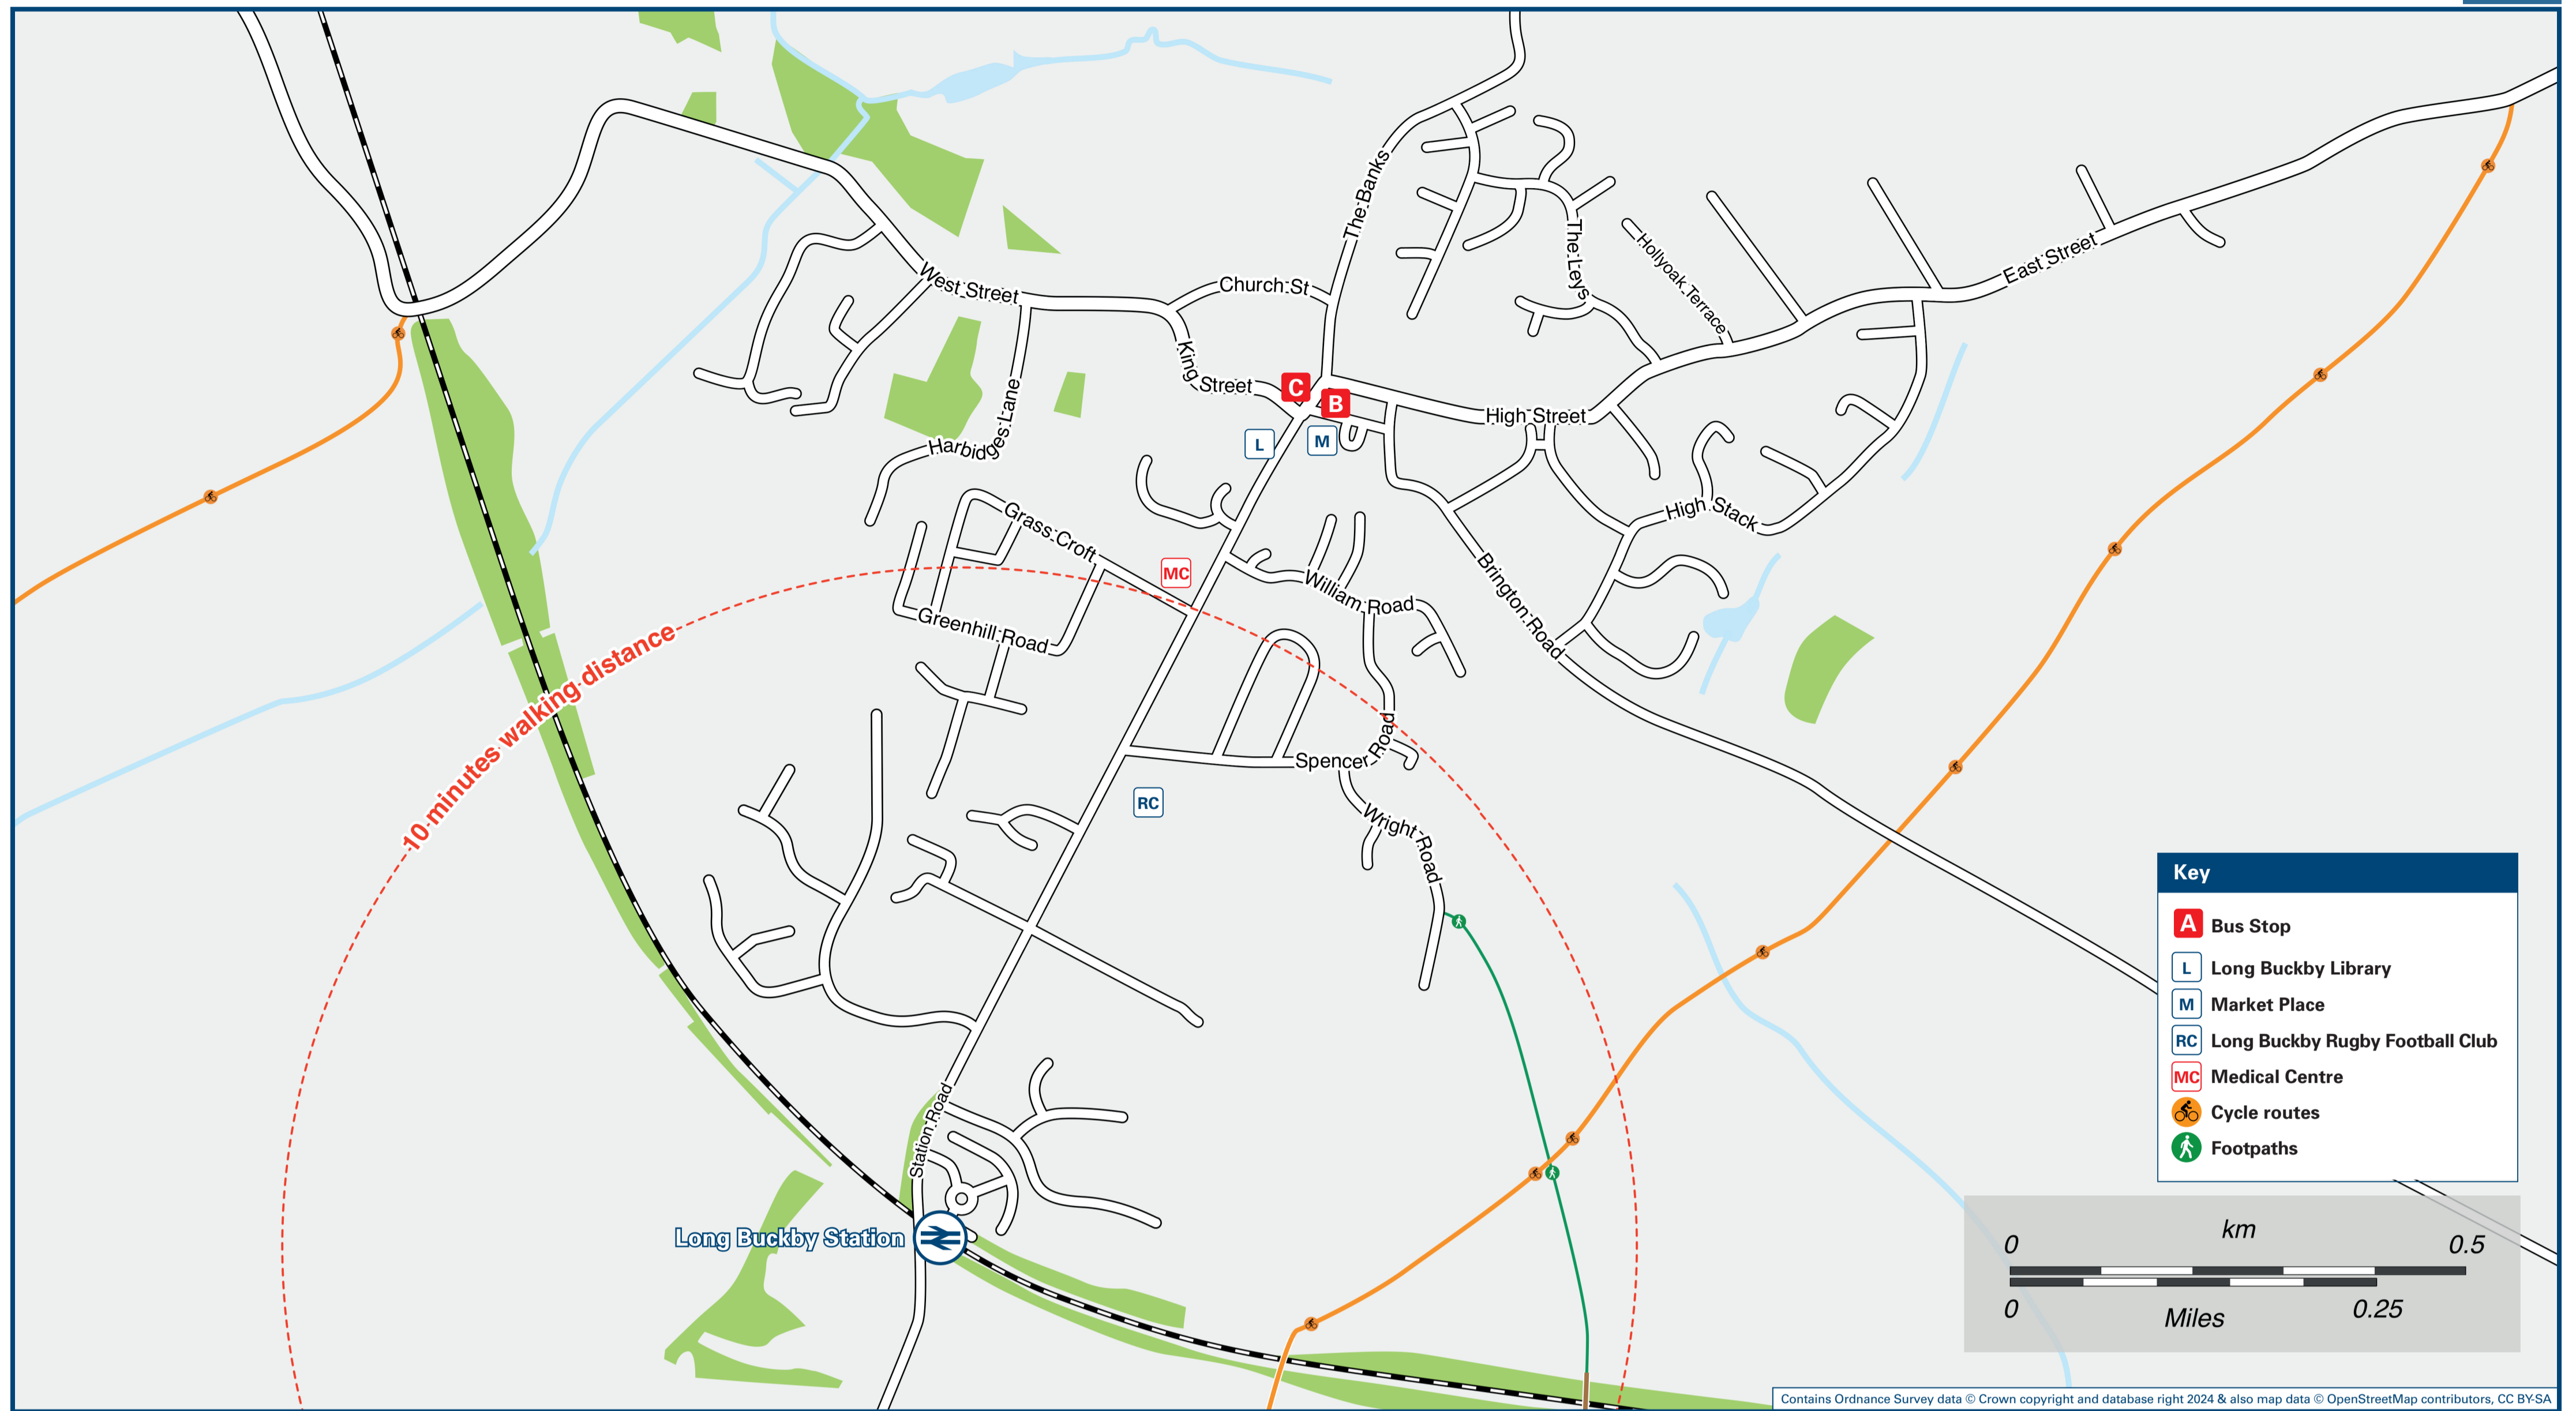 The Banks
The Leys
Hollyoak Terrace
East Street
West Street
Church St
King Street
C
B
High Street
L
M
Harbidges Lane
Grass Croft
High Stack
MC
William Road
Brington Road
Greenhill Road
10 minutes walking distance
Spencer Road
RC
Wright Road
Station Road
Long Buckby Station
Key
A Bus Stop
L Long Buckby Library
M Market Place
RC Long Buckby Rugby Football Club
MC Medical Centre
Cycle routes
Footpaths
km
0 0.5
0 0.25
Miles
Contains Ordnance Survey data © Crown copyright and database right 2024 & also map data © OpenStreetMap contributors, CC BY-SA